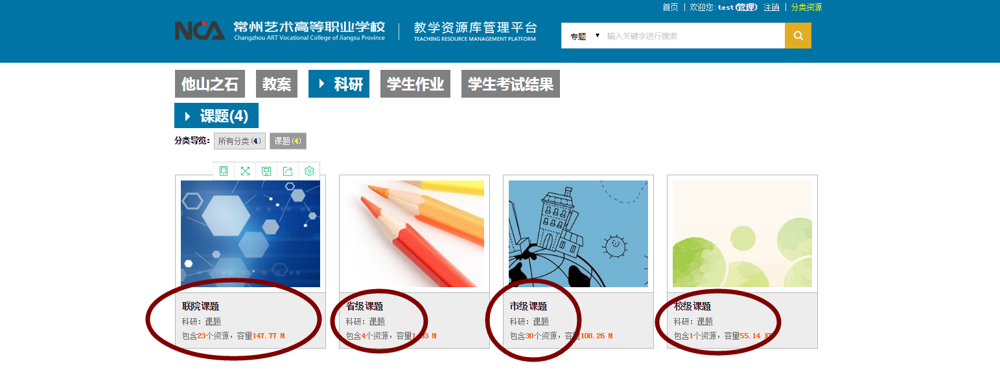 首页 | 欢迎您: test(管理) 注销 | 分类资源
NCA 常州艺术高等职业学校 教学资源库管理平台
Changzhou ART Vocational College of Jiangsu Province TEACHING RESOURCE MANAGEMENT PLATFORM
专题 ▼ 输入关键字进行搜索
他山之石 教案 科研 学生作业 学生考试结果
课题(4)
分类导览: 所有分类(4) 课题(4)
联院课题
科研: 课题
包含23个资源，容量147.77 M
省级课题
科研: 课题
包含4个资源，容量 M
市级课题
科研: 课题
包含30个资源，容量108.26 M
校级课题
科研: 课题
包含1个资源，容量55.14